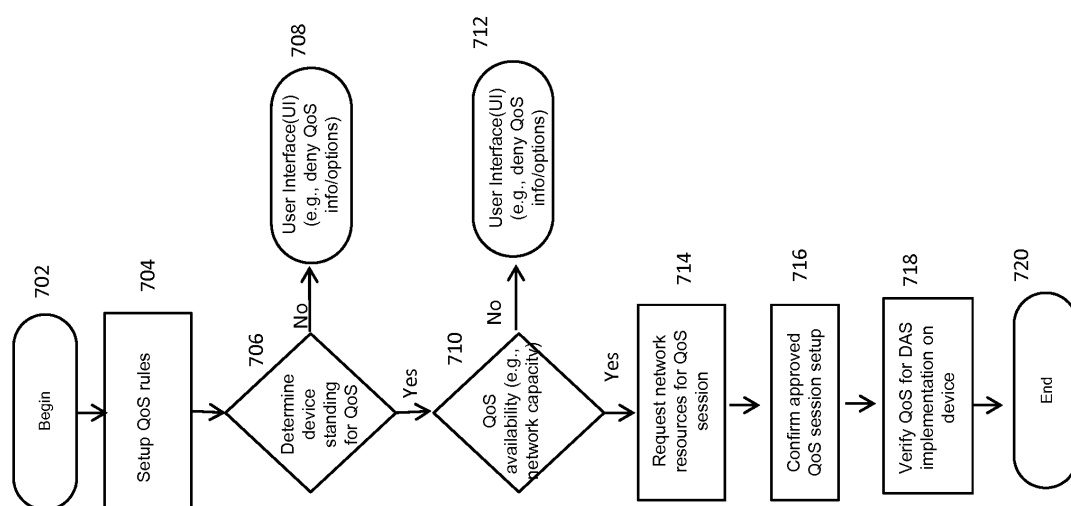 702
Begin
704
Setup QoS rules
706
Determine
device
standing
for QoS
No
708
User Interface(UI)
(e.g., deny QoS
info/options)
Yes
710
QoS
availability (e.g.,
network capacity)
No
712
User Interface(UI)
(e.g., deny QoS
info/options)
Yes
714
Request network
resources for QoS
session
716
Confirm approved
QoS session setup
718
Verify QoS for DAS
implementation on
device
720
End